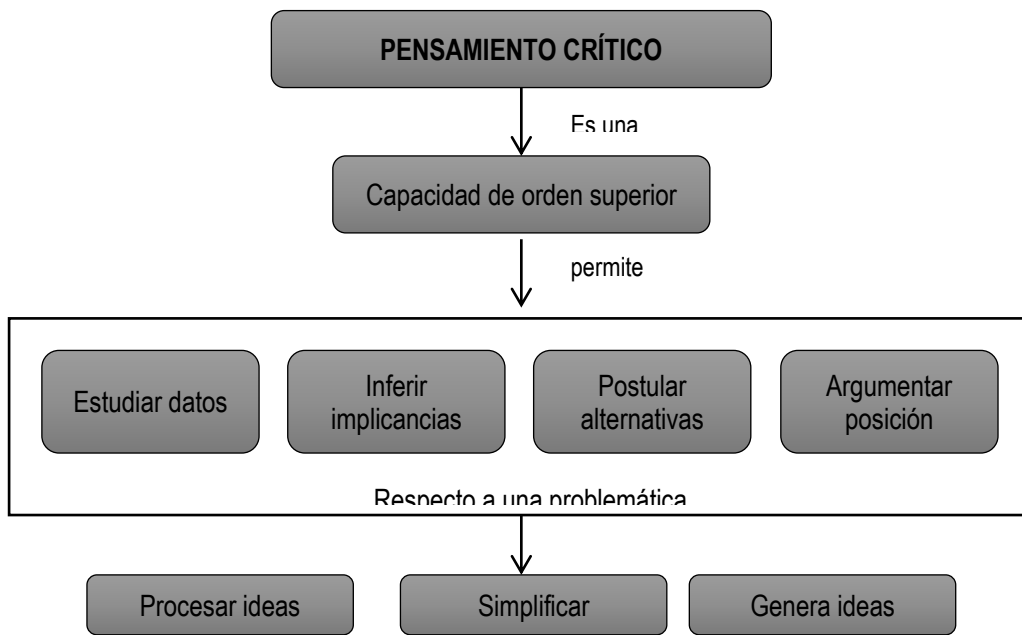 PENSAMIENTO CRÍTICO
Es una
Capacidad de orden superior
permite
Estudiar datos
Inferir
implicancias
Postular
alternativas
Argumentar
posición
Respecto a una problemática
Procesar ideas
Simplificar
Genera ideas